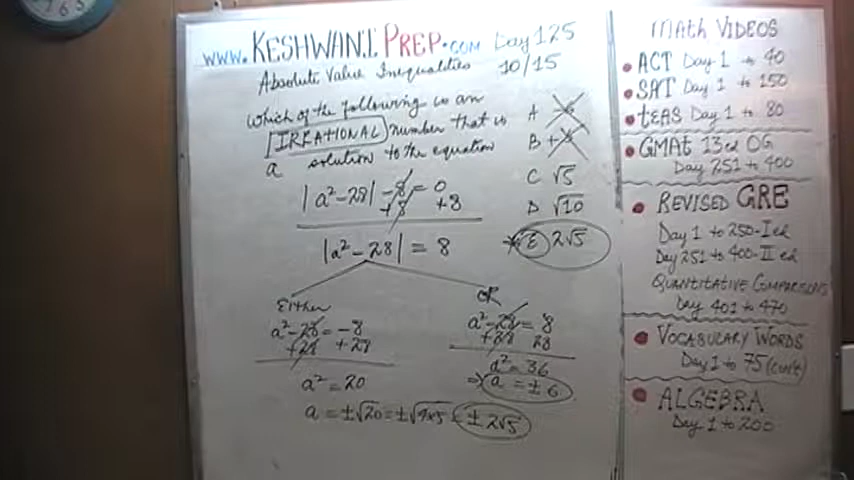 www.KESHWANI PREP.COM Day 125
Absolute Value Inequalities 10/15
Which of the following is an
IRRATIONAL number that is
a solution to the equation
|a²-28| -8 = 0
+8 +8
|a²-28| = 8
Either
a²-28 = -8
+28 +28
a² = 20
a = ±√20 = ±√4×5 = ±2√5
OR
a²-28 = 8
+28 28
a² = 36
⇒ a = ±6
A
B +
C √5
D √10
E 2√5
Math VIDEOS
ACT Day 1 to 40
SAT Day 1 to 150
tEAS Day 1 to 80
GMAt 13ed OG
Day 251 to 400
REVISED GRE
Day 1 to 250-I ed
Day 251 to 400-II ed
QUANTITATIVE COMPARISONS
Day 401 to 470
VOCABULARY WORDS
Day 1 to 75
ALGEBRA
Day 1 to 200